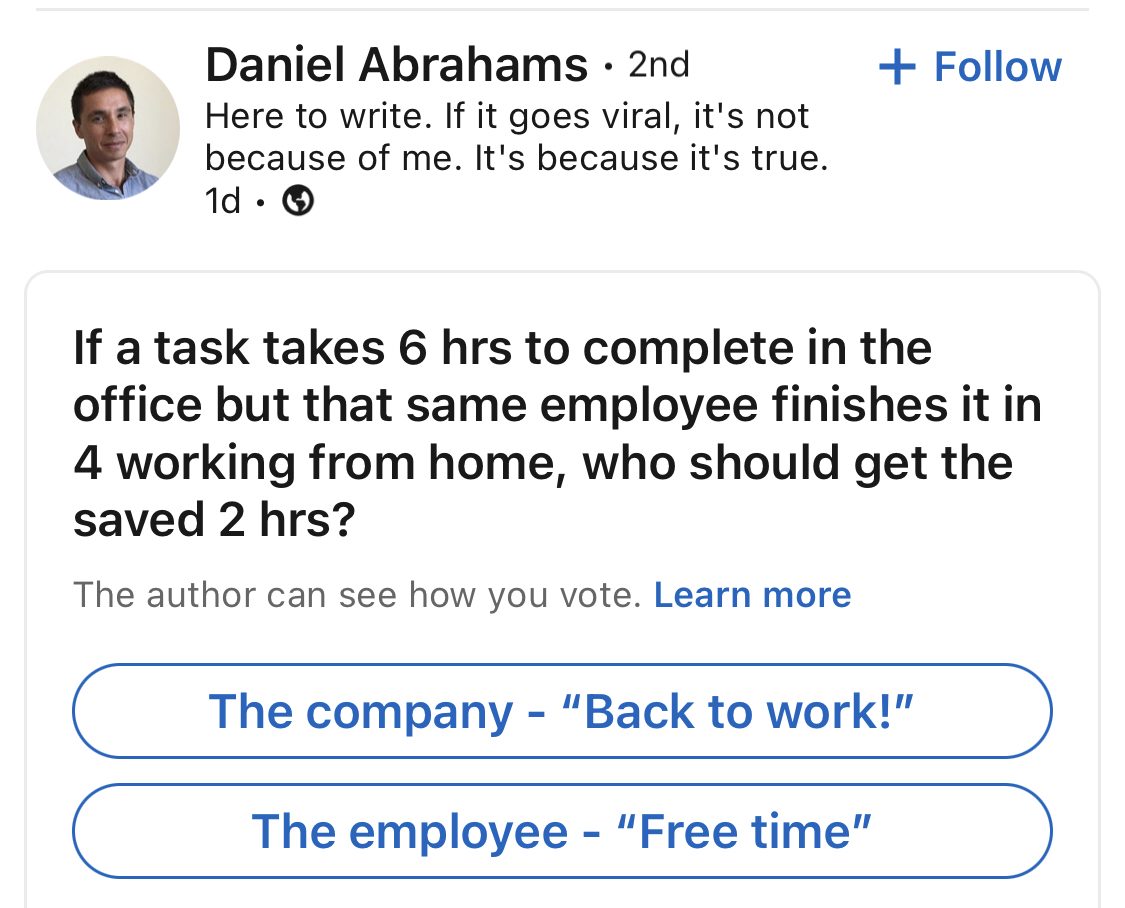 Daniel Abrahams • 2nd
+ Follow
Here to write. If it goes viral, it's not
because of me. It's because it's true.
1d •
If a task takes 6 hrs to complete in the
office but that same employee finishes it in
4 working from home, who should get the
saved 2 hrs?
The author can see how you vote. Learn more
The company - “Back to work!”
The employee - “Free time”